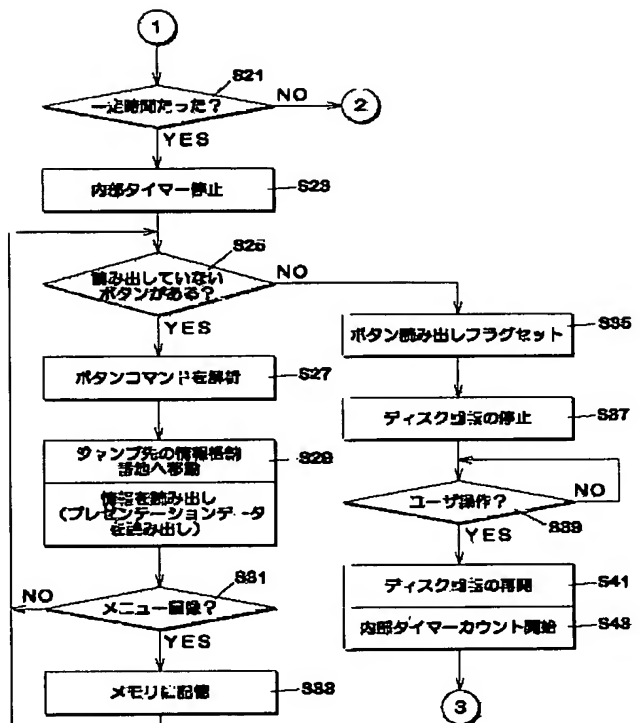 1
S21
一定時間たった？
NO
2
YES
内部タイマー停止
S23
S25
読み出していない
ボタンがある？
NO
YES
ボタン読み出しフラグセット
S35
ボタンコマンドを解析
S27
ディスク回転の停止
S37
ジャンプ先の情報格納
番地へ移動
S29
情報を読み出し
（プレゼンテーションデータ
を読み出し）
ユーザ操作？
NO
S39
YES
メニュー画像？
S31
NO
YES
ディスク回転の再開
S41
内部タイマーカウント開始
S43
メモリに記憶
S33
3